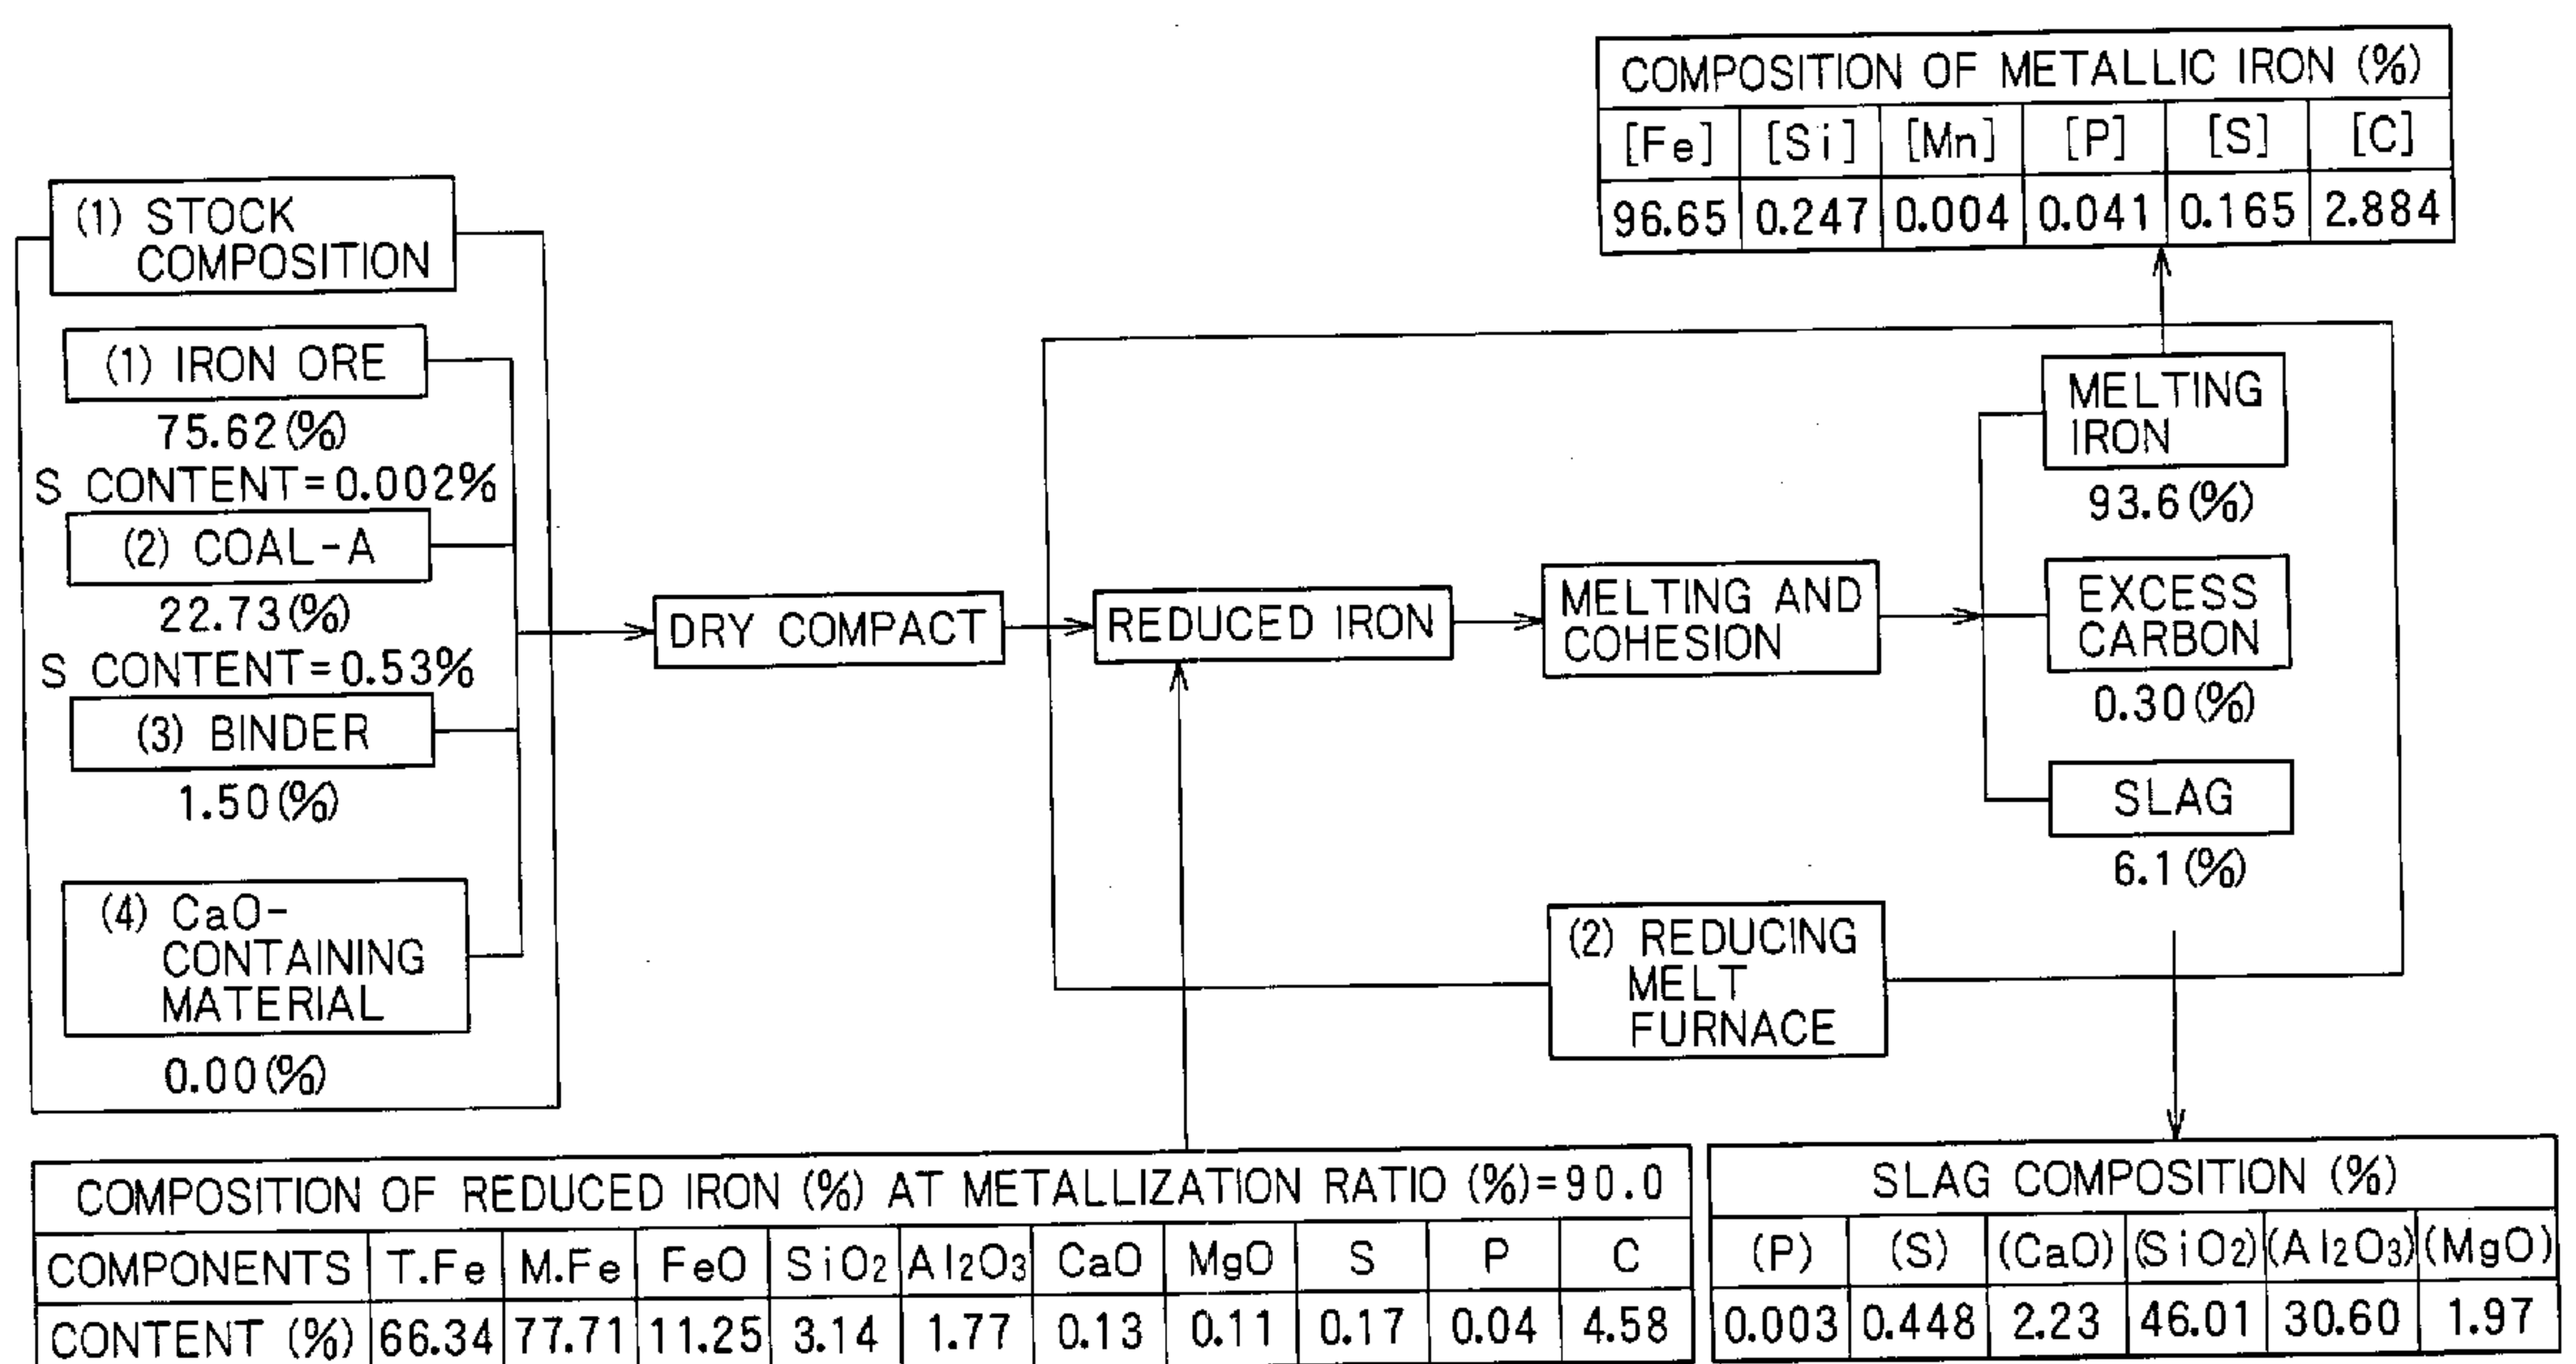 COMPOSITION OF METALLIC IRON (%)
[Fe] [Si] [Mn] [P] [S] [C]
96.65 0.247 0.004 0.041 0.165 2.884
(1) STOCK
COMPOSITION
(1) IRON ORE
75.62(%)
S CONTENT=0.002%
(2) COAL-A
22.73(%)
S CONTENT=0.53%
(3) BINDER
1.50(%)
(4) CaO-
CONTAINING
MATERIAL
0.00(%)
DRY COMPACT
REDUCED IRON
MELTING AND
COHESION
MELTING
IRON
93.6(%)
EXCESS
CARBON
0.30(%)
SLAG
6.1(%)
(2) REDUCING
MELT
FURNACE
COMPOSITION OF REDUCED IRON (%) AT METALLIZATION RATIO (%)=90.0
COMPONENTS T.Fe M.Fe FeO SiO2 Al2O3 CaO MgO S P C
CONTENT (%) 66.34 77.71 11.25 3.14 1.77 0.13 0.11 0.17 0.04 4.58
SLAG COMPOSITION (%)
(P) (S) (CaO) (SiO2) (Al2O3) (MgO)
0.003 0.448 2.23 46.01 30.60 1.97